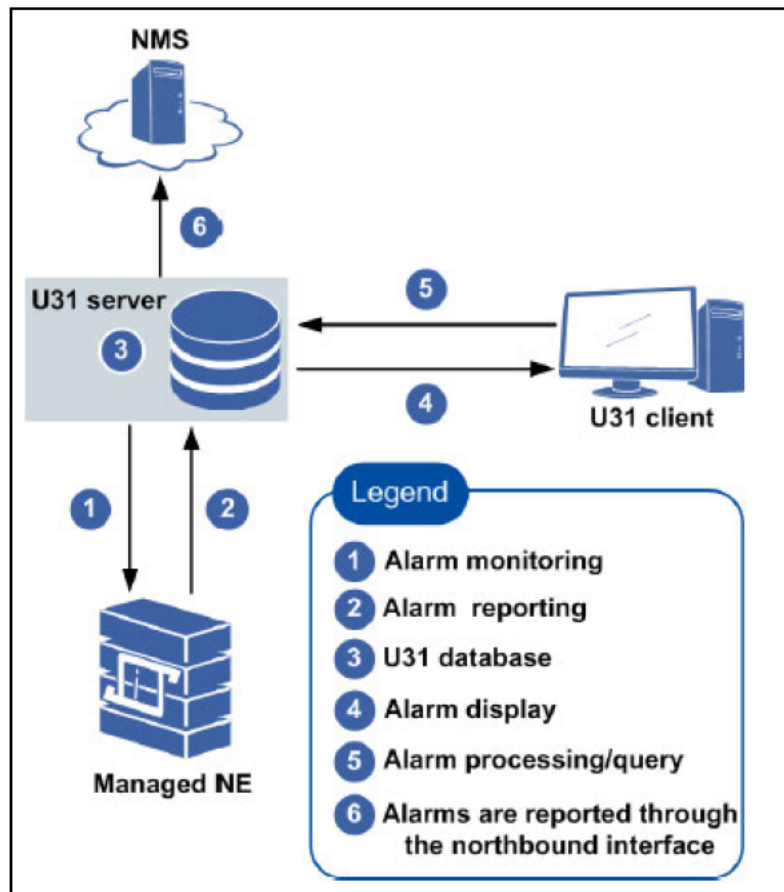 NMS
6
U31 server
3
5
4
U31 client
1
2
Managed NE
Legend
1 Alarm monitoring
2 Alarm reporting
3 U31 database
4 Alarm display
5 Alarm processing/query
6 Alarms are reported through
the northbound interface